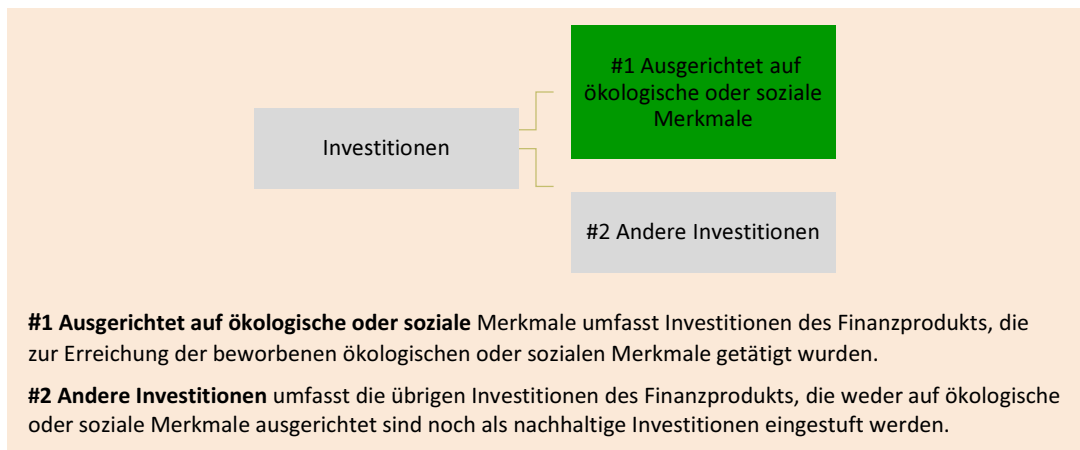 #1 Ausgerichtet auf
ökologische oder soziale
Merkmale
Investitionen
#2 Andere Investitionen
#1 Ausgerichtet auf ökologische oder soziale Merkmale umfasst Investitionen des Finanzprodukts, die
zur Erreichung der beworbenen ökologischen oder sozialen Merkmale getätigt wurden.
#2 Andere Investitionen umfasst die übrigen Investitionen des Finanzprodukts, die weder auf ökologische
oder soziale Merkmale ausgerichtet sind noch als nachhaltige Investitionen eingestuft werden.